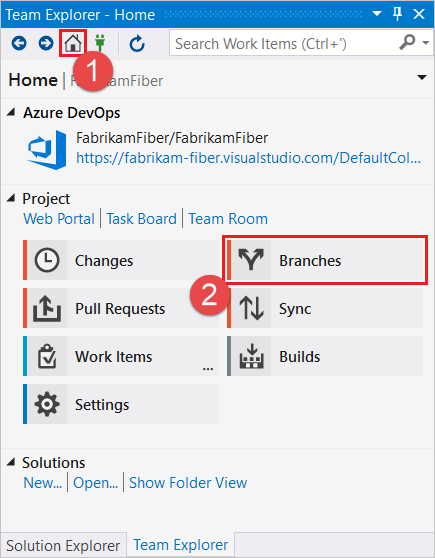 Team Explorer - Home
Search Work Items (Ctrl+')
1
Home | FabrikamFiber
Azure DevOps
FabrikamFiber/FabrikamFiber
https://fabrikam-fiber.visualstudio.com/DefaultCol...
Project
Web Portal | Task Board | Team Room
Changes
Branches
2
Pull Requests
Sync
Work Items
...
Builds
Settings
Solutions
New... | Open... | Show Folder View
Solution Explorer
Team Explorer